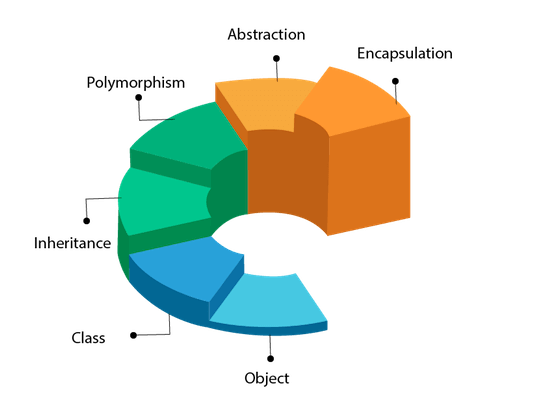 Abstraction
Encapsulation
Polymorphism
Inheritance
Class
Object